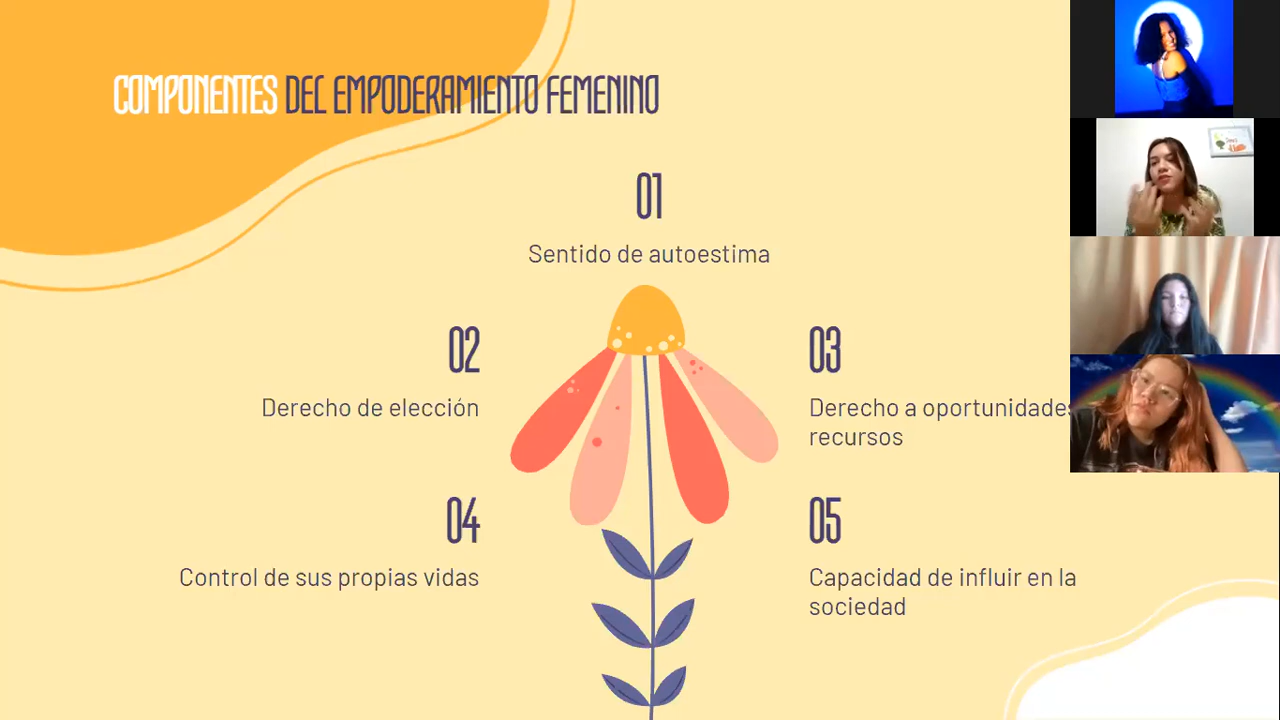 COMPONENTES DEL EMPODERAMIENTO FEMENINO
01
Sentido de autoestima
02
Derecho de elección
03
Derecho a oportunidades
recursos
04
Control de sus propias vidas
05
Capacidad de influir en la
sociedad